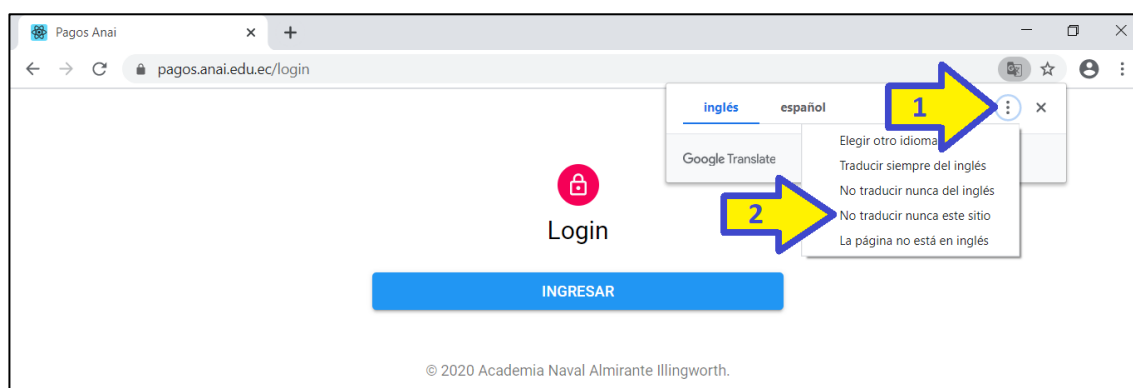 Pagos Anai
pagos.anai.edu.ec/login
inglés español
1
Elegir otro idioma
Google Translate
Traducir siempre del inglés
No traducir nunca del inglés
2
No traducir nunca este sitio
La página no está en inglés
Login
INGRESAR
© 2020 Academia Naval Almirante Illingworth.